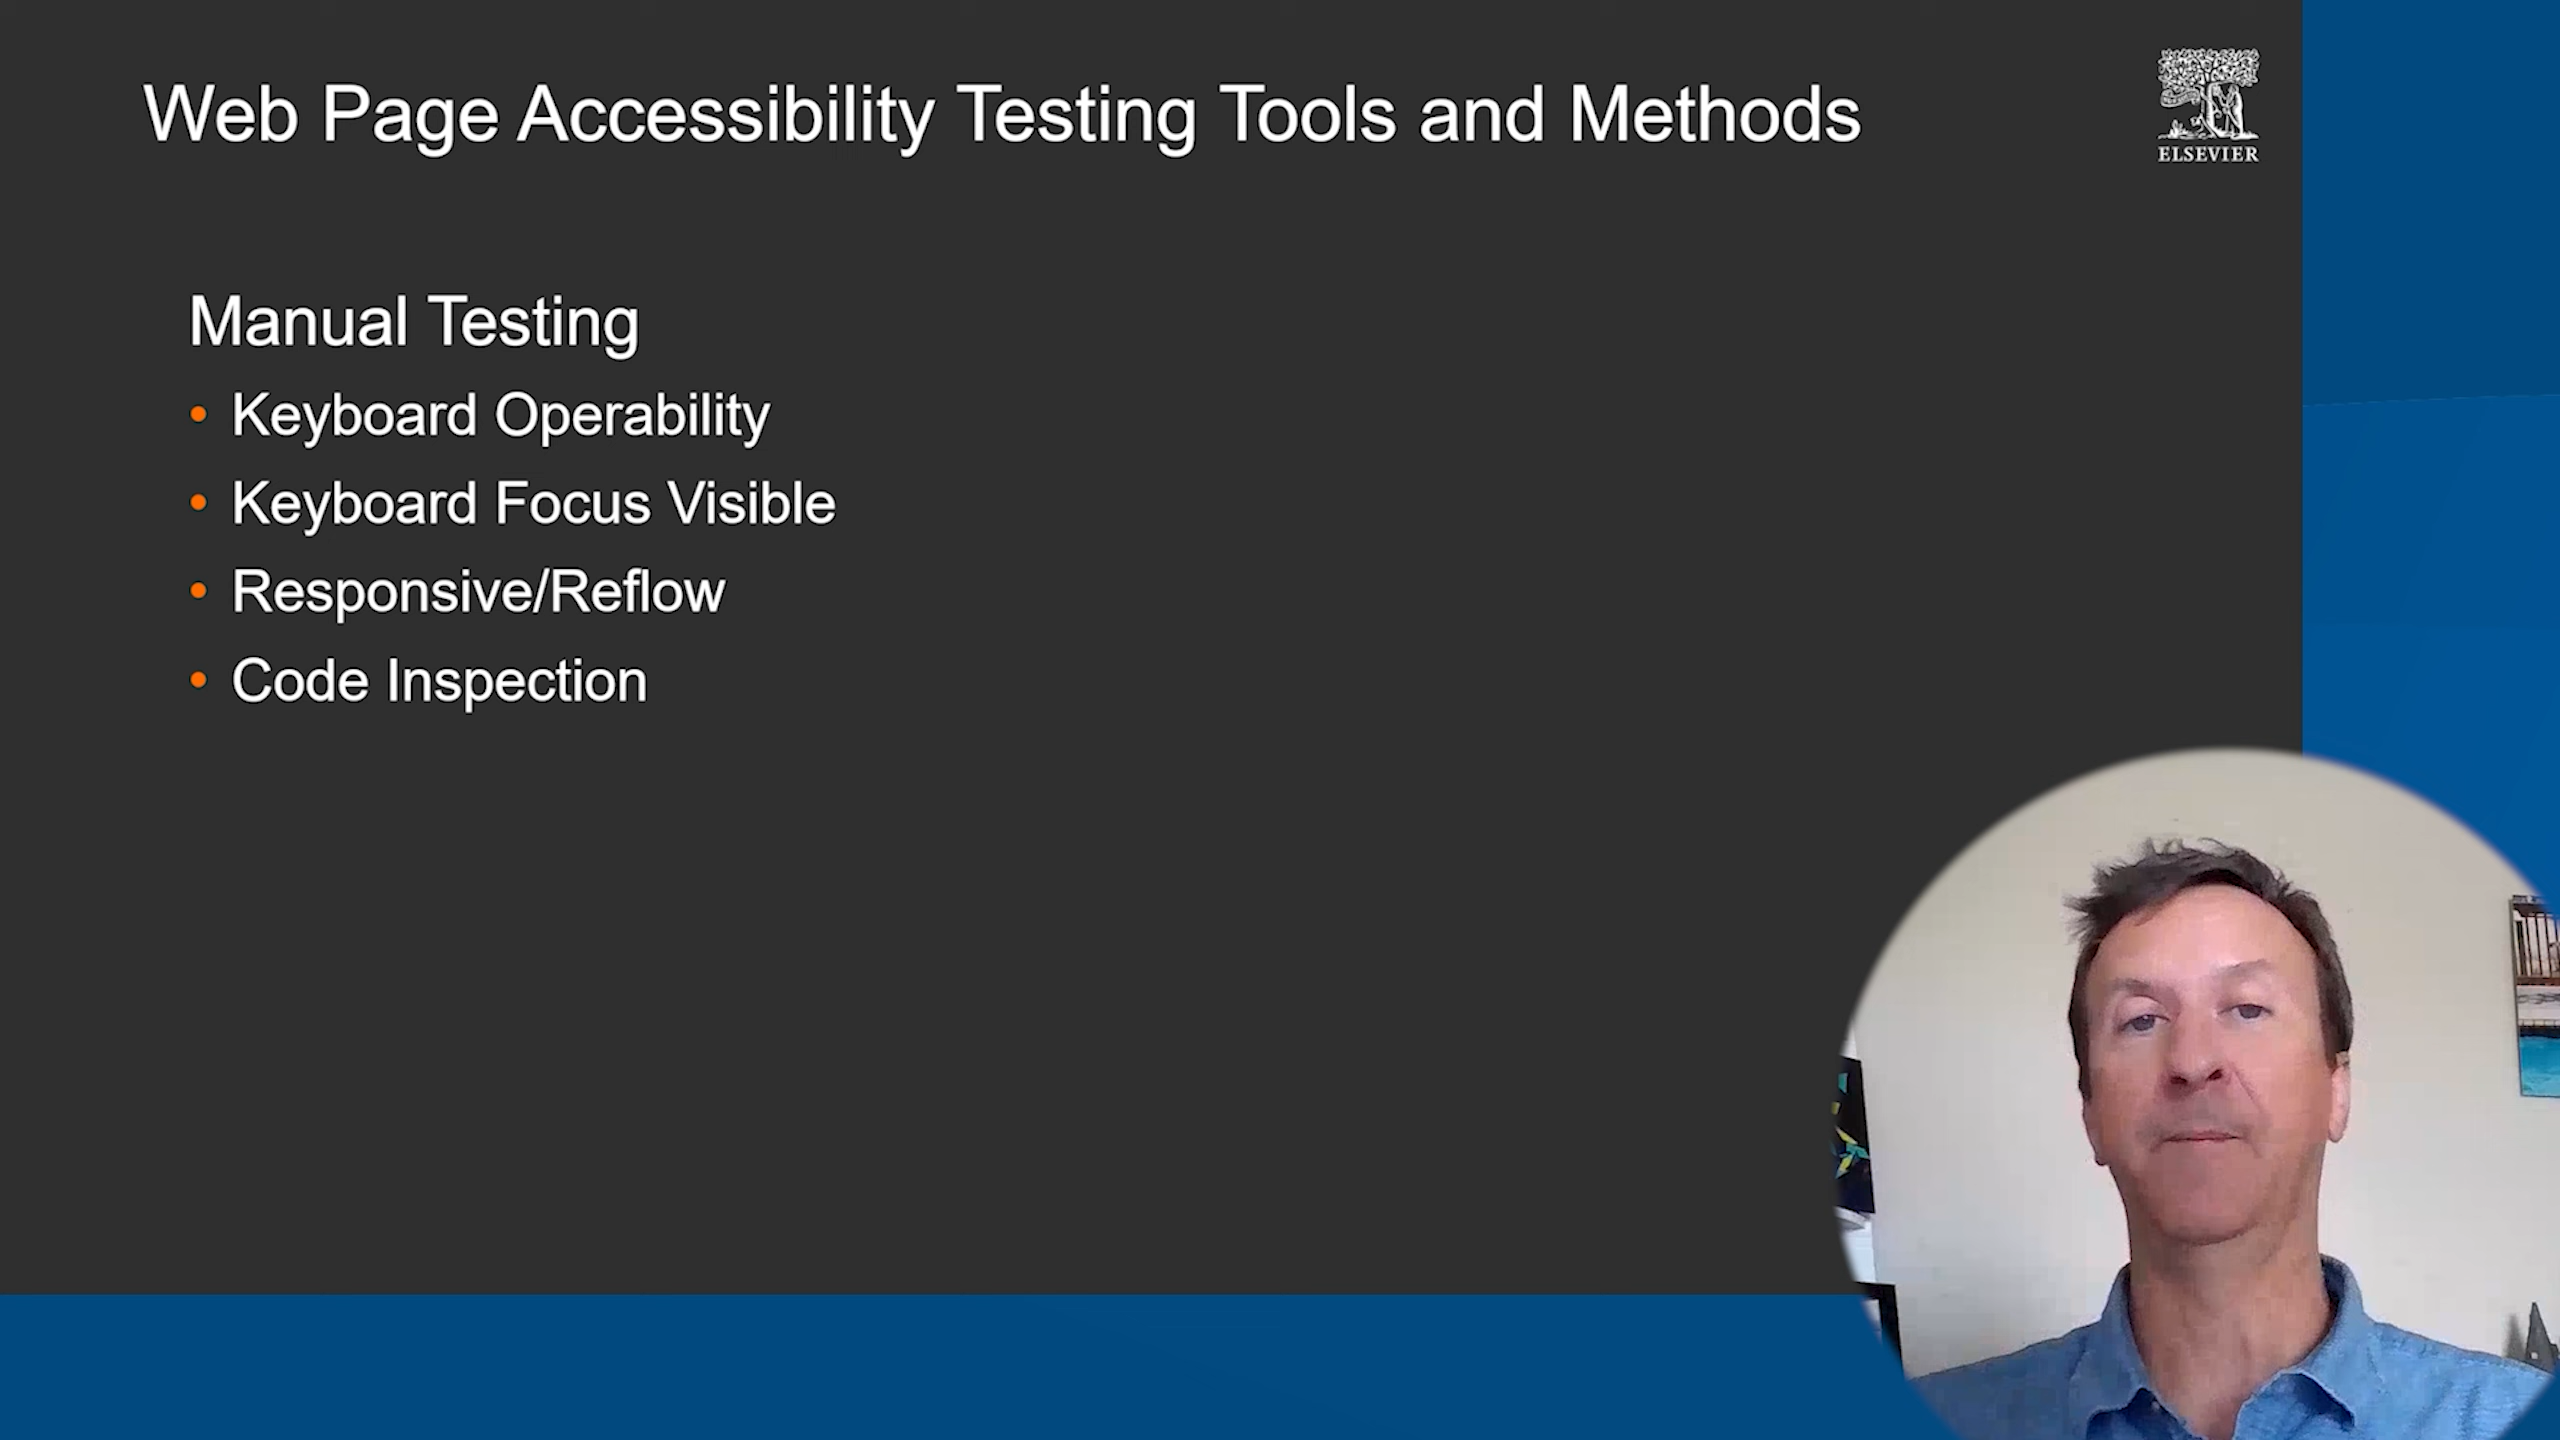 Web Page Accessibility Testing Tools and Methods
ELSEVIER
Manual Testing
• Keyboard Operability
• Keyboard Focus Visible
• Responsive/Reflow
• Code Inspection